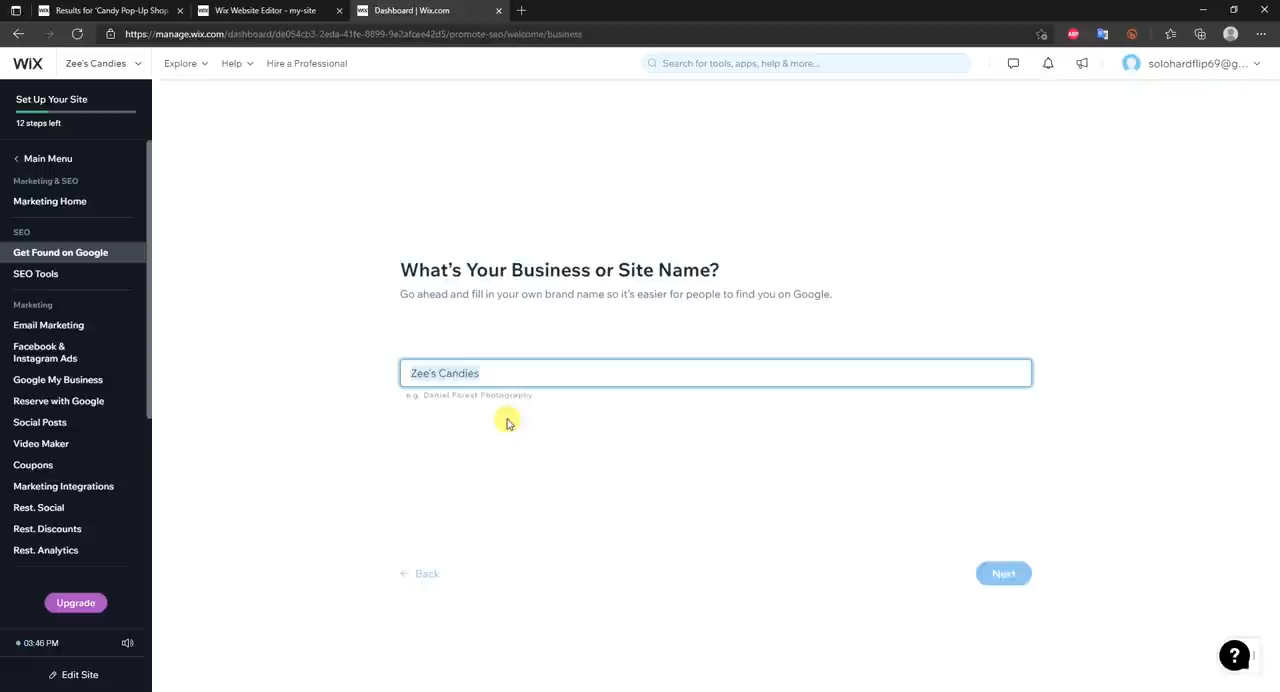 Results for 'Candy Pop-Up Shop
Wix Website Editor - my-site
Dashboard | Wix.com
https://manage.wix.com/dashboard/de054cb3-2eda-41fe-8899-9e2afcee42d5/promote-seo/welcome/business
WiX
Zee's Candies
Explore
Help
Hire a Professional
Search for tools, apps, help & more...
solohardflip69@g...
Set Up Your Site
12 steps left
Main Menu
Marketing & SEO
Marketing Home
SEO
Get Found on Google
SEO Tools
Marketing
Email Marketing
Facebook &
Instagram Ads
Google My Business
Reserve with Google
Social Posts
Video Maker
Coupons
Marketing Integrations
Rest. Social
Rest. Discounts
Rest. Analytics
Upgrade
03:46 PM
Edit Site
What's Your Business or Site Name?
Go ahead and fill in your own brand name so it's easier for people to find you on Google.
Zee's Candies
e.g. Daniel Forest Photography
Back
Next
?